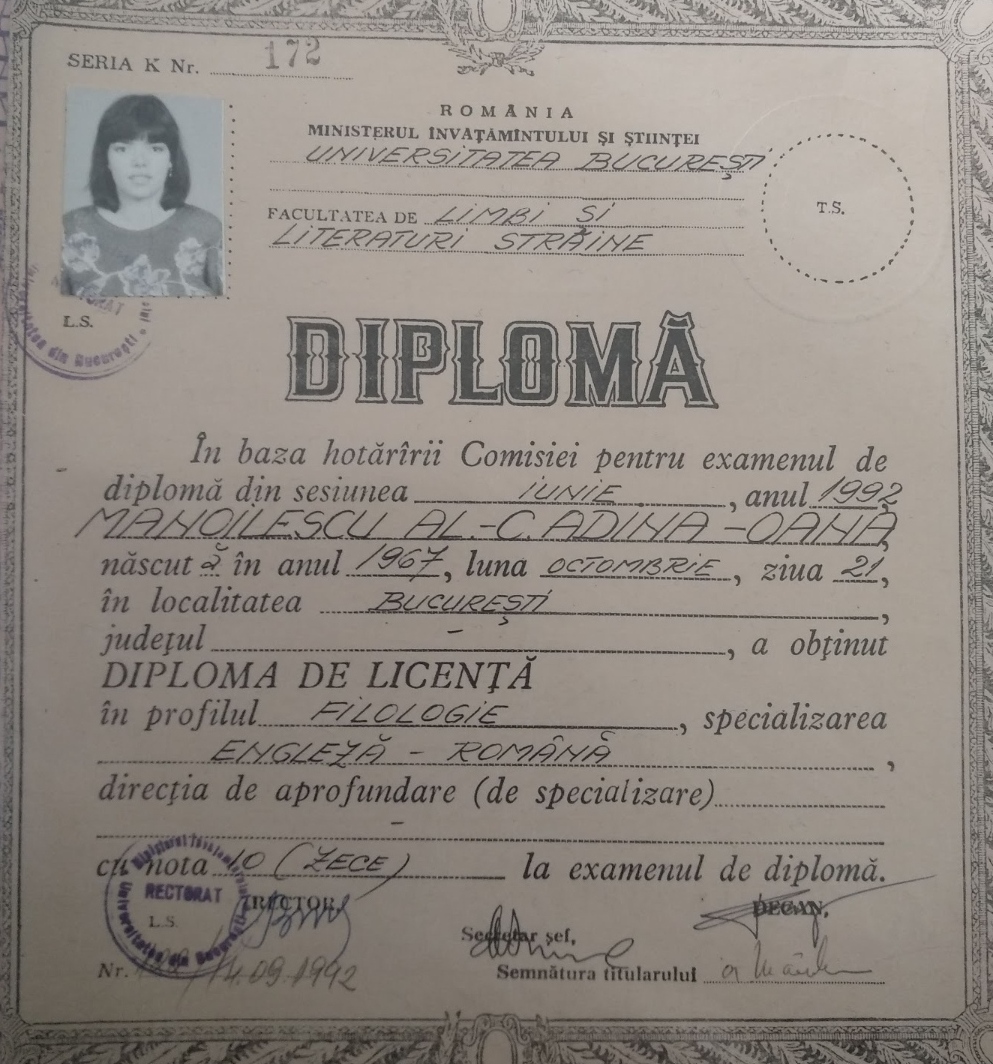 SERIA K Nr. 172
ROMÂNIA
MINISTERUL ÎNVĂȚĂMÎNTULUI ȘI ȘTIINȚEI
UNIVERSITATEA BUCUREȘTI
FACULTATEA DE LIMBI ȘI
LITERATURI STRĂINE
T.S.
RECTORAT
L.S.
DIPLOMĂ
În baza hotărîrii Comisiei pentru examenul de
diplomă din sesiunea IUNIE, anul 1992
MANOILESCU AL.-C. ADINA-OANA,
născut ă în anul 1967, luna OCTOMBRIE, ziua 21,
în localitatea BUCUREȘTI,
județul –, a obținut
DIPLOMA DE LICENȚĂ
în profilul FILOLOGIE, specializarea
ENGLEZĂ - ROMÂNĂ,
direcția de aprofundare (de specializare)
–
cu nota 10 (ZECE) la examenul de diplomă.
RECTORAT
RECTOR,
DECAN,
L.S.
Secretar șef,
Nr. 14.09.1992
Semnătura titularului